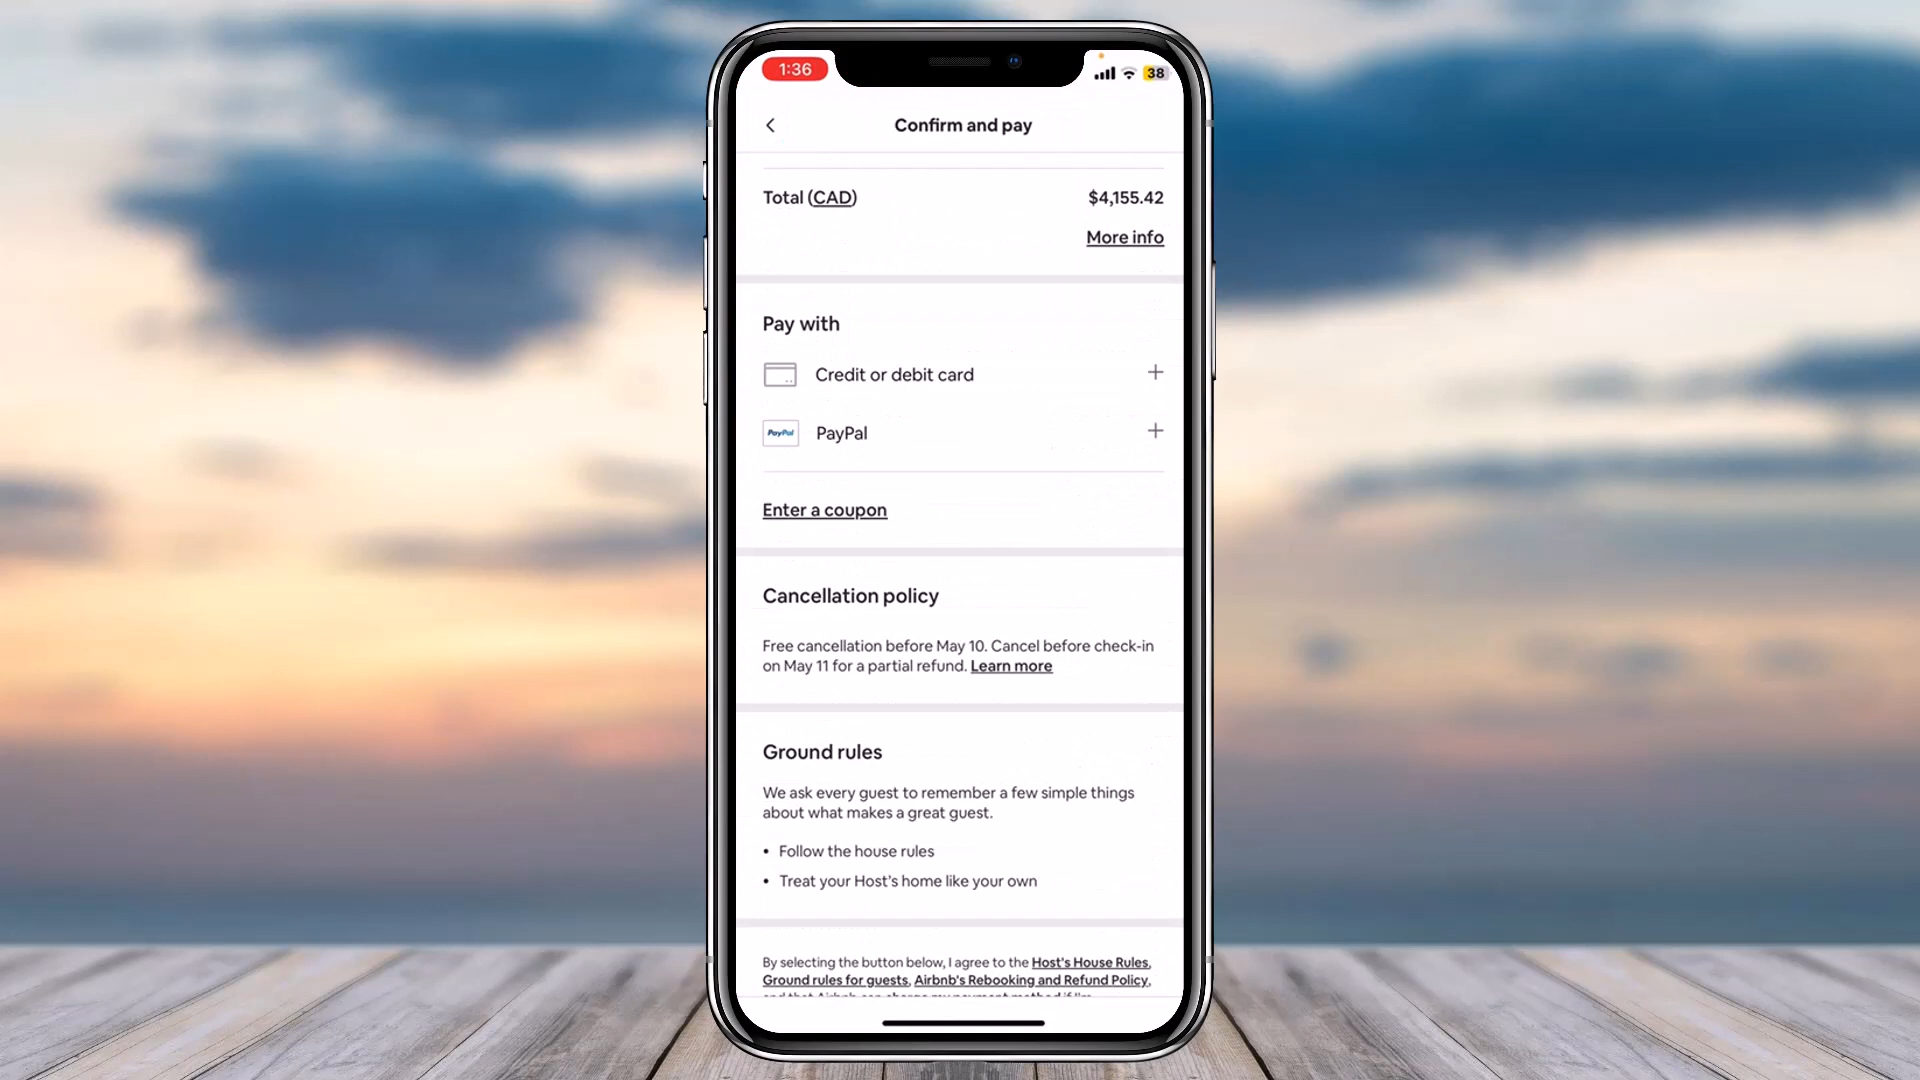 1:36
38
Confirm and pay
Total (CAD)
$4,155.42
More info
Pay with
Credit or debit card
PayPal PayPal
Enter a coupon
Cancellation policy
Free cancellation before May 10. Cancel before check-in
on May 11 for a partial refund. Learn more
Ground rules
We ask every guest to remember a few simple things
about what makes a great guest.
• Follow the house rules
• Treat your Host's home like your own
By selecting the button below, I agree to the Host's House Rules,
Ground rules for guests, Airbnb's Rebooking and Refund Policy,